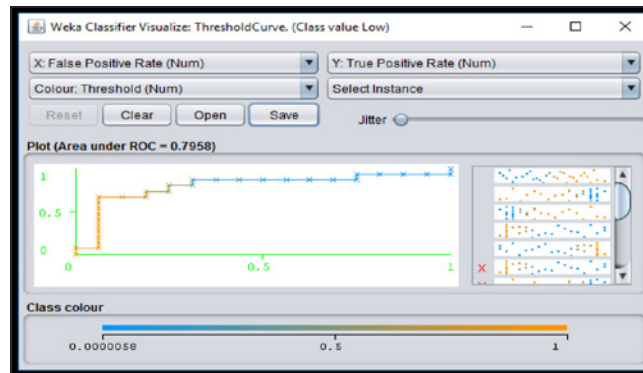 Weka Classifier Visualize: ThresholdCurve. (Class value Low)
X: False Positive Rate (Num)
Y: True Positive Rate (Num)
Colour: Threshold (Num)
Select Instance
Reset
Clear
Open
Save
Jitter
Plot (Area under ROC = 0.7958)
1
0.5
0
0
0.5
1
X
Class colour
0.0000058
0.5
1